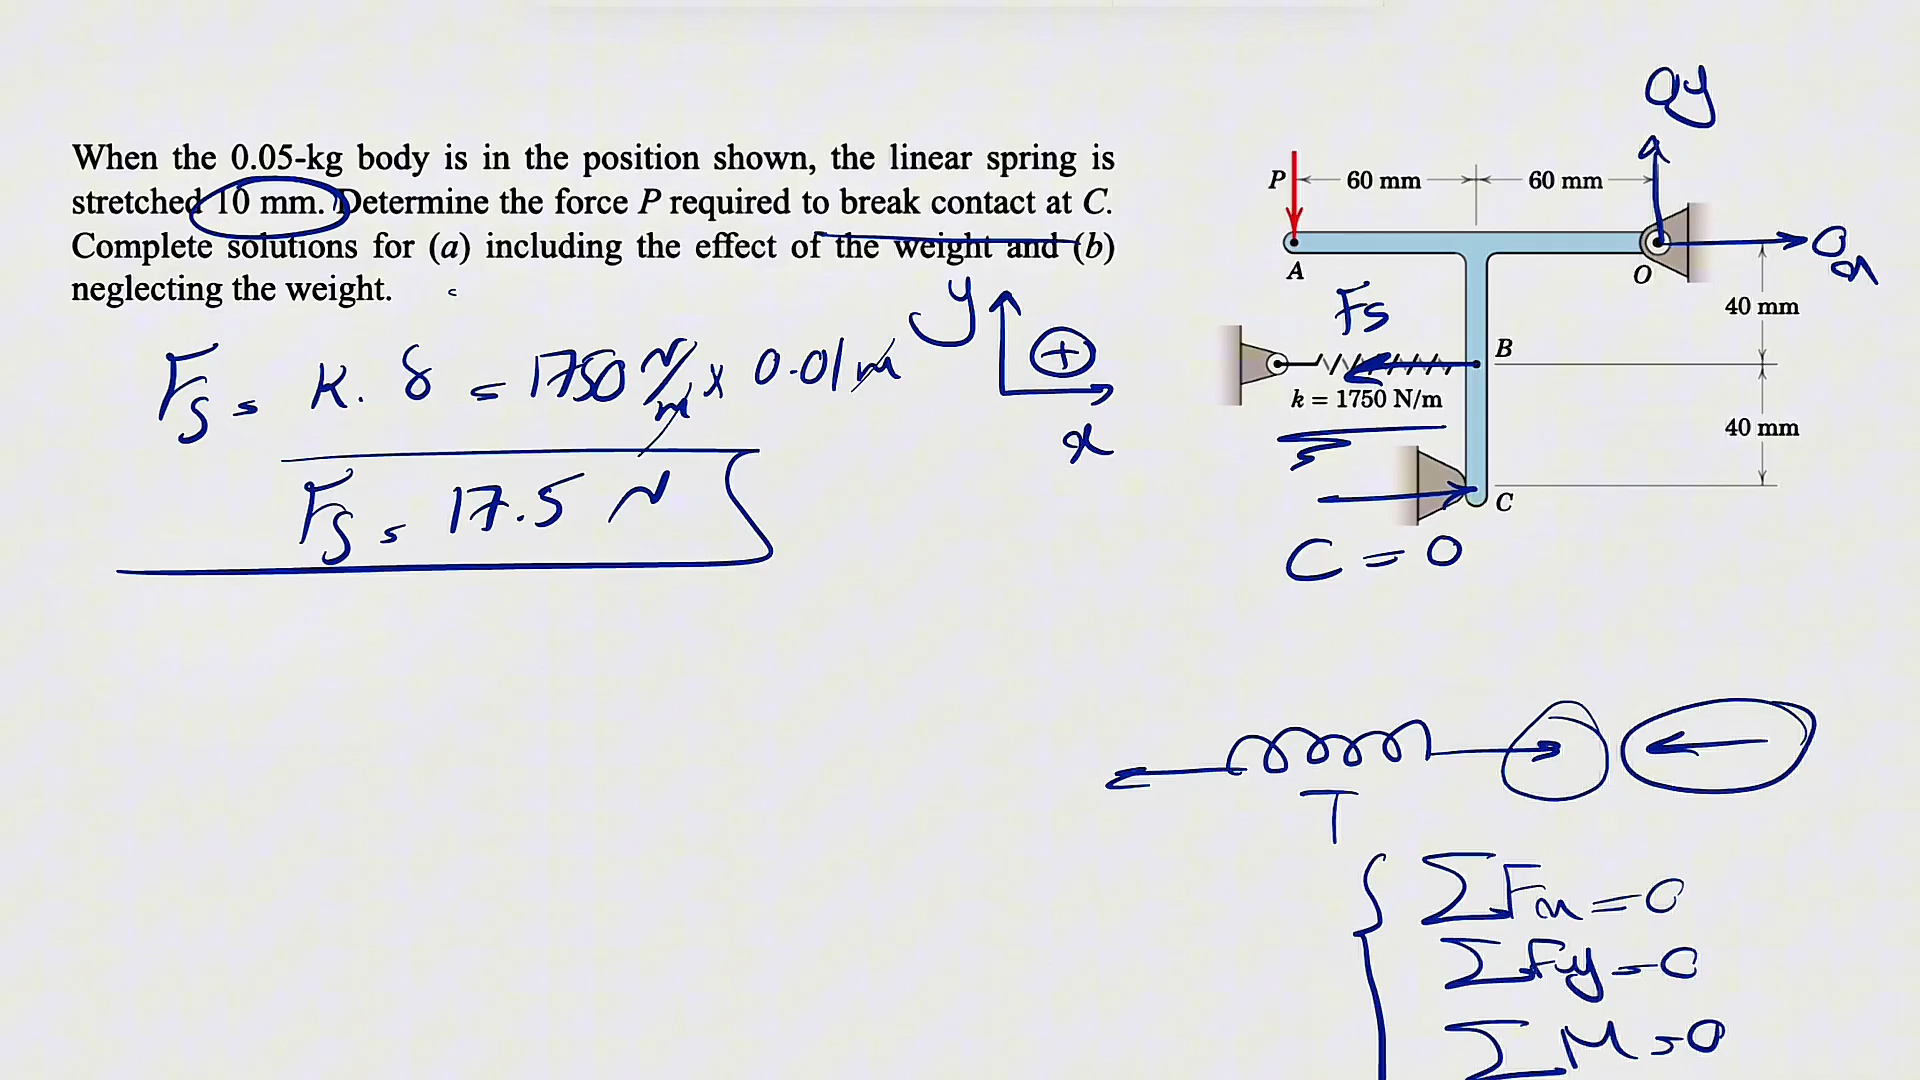 When the 0.05-kg body is in the position shown, the linear spring is
stretched 10 mm. Determine the force P required to break contact at C.
Complete solutions for (a) including the effect of the weight and (b)
neglecting the weight.
Fs = K . δ = 1750 N/m x 0.01 m
Fs = 17.5 N
y
+
x
Oy
P
60 mm
60 mm
A
O
Ox
40 mm
Fs
B
k = 1750 N/m
40 mm
C
C = 0
T
ΣFx = 0
ΣFy = 0
ΣM = 0